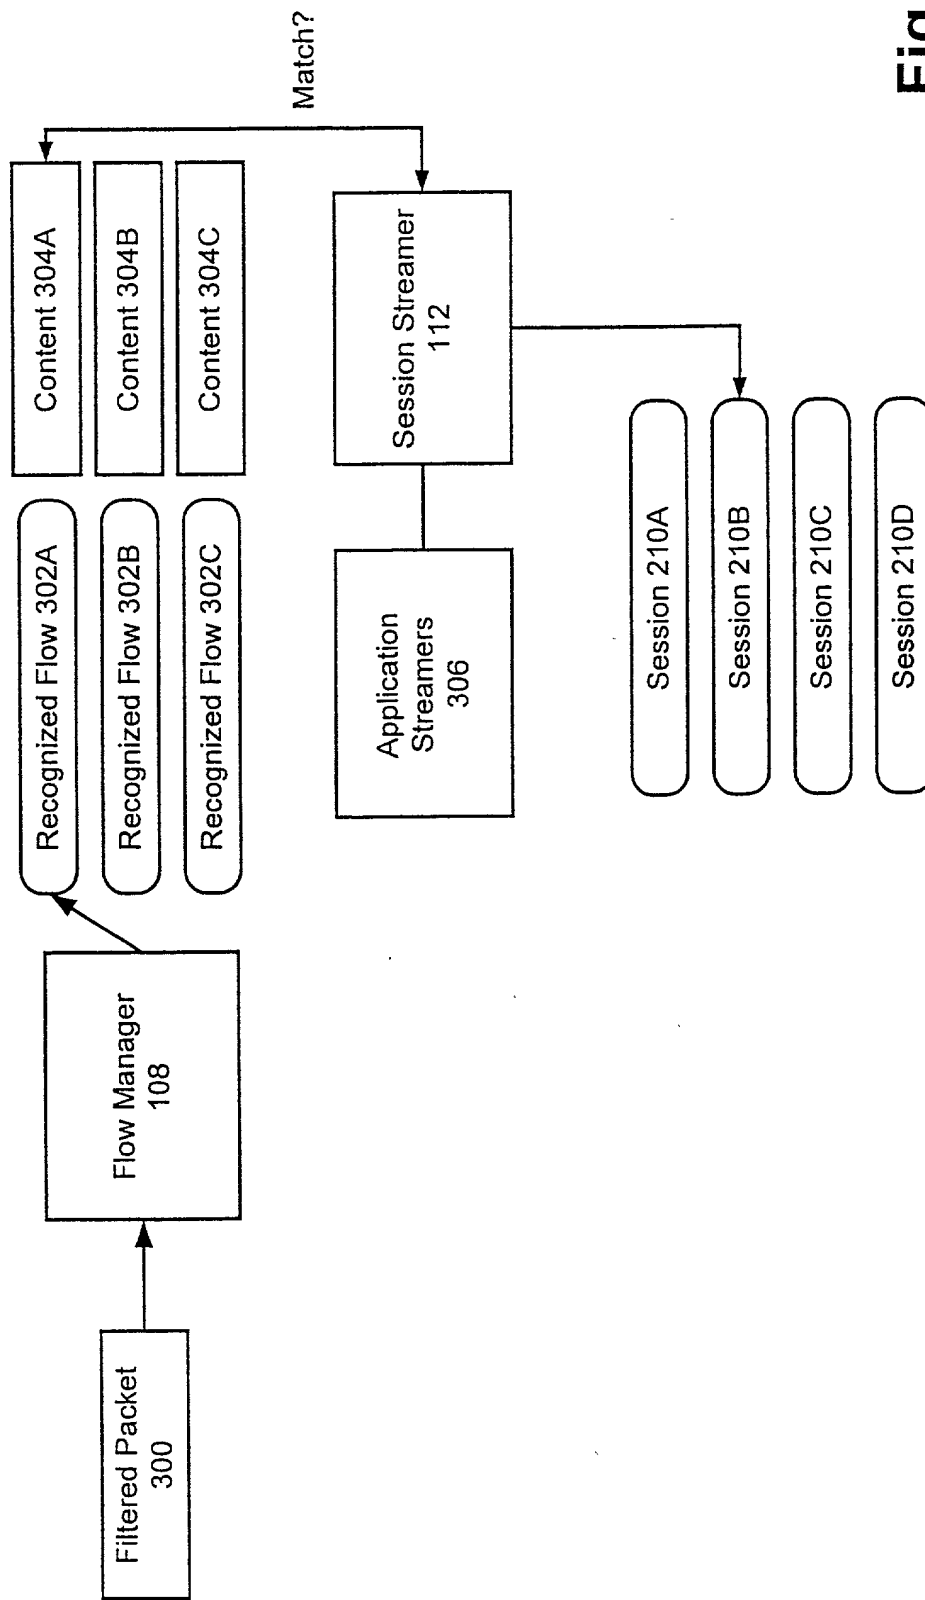 Filtered Packet
300
Flow Manager
108
Recognized Flow 302A
Recognized Flow 302B
Recognized Flow 302C
Content 304A
Content 304B
Content 304C
Match?
Application
Streamers
306
Session Streamer
112
Session 210A
Session 210B
Session 210C
Session 210D
Fig